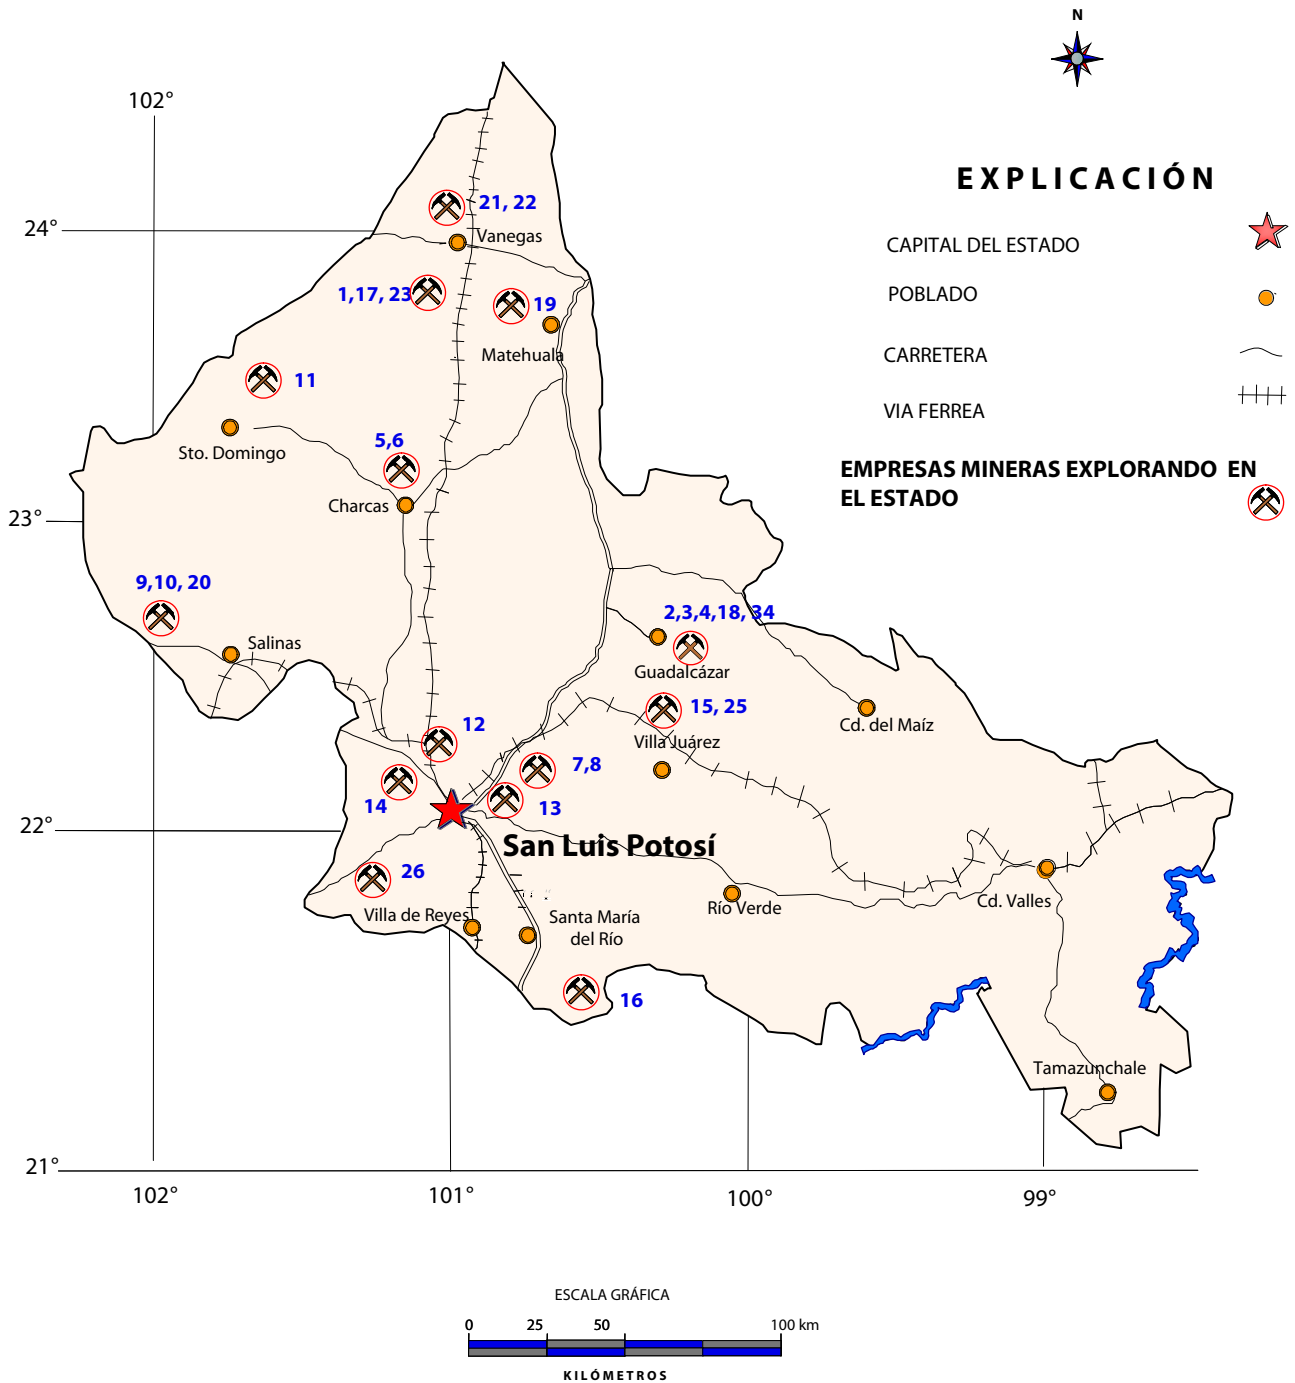 N
102°
EXPLICACIÓN
24°
21, 22
Vanegas
CAPITAL DEL ESTADO
1,17, 23
19
POBLADO
Matehuala
CARRETERA
11
VIA FERREA
Sto. Domingo
5,6
EMPRESAS MINERAS EXPLORANDO EN
EL ESTADO
Charcas
23°
9,10, 20
2,3,4,18, 34
Salinas
Guadalcázar
15, 25
12
Cd. del Maíz
Villa Juárez
7,8
14
13
22°
San Luis Potosí
26
Cd. Valles
Río Verde
Villa de Reyes
Santa María
del Río
16
Tamazunchale
21°
102°
101°
100°
99°
ESCALA GRÁFICA
0 25 50 100 km
KILÓMETROS